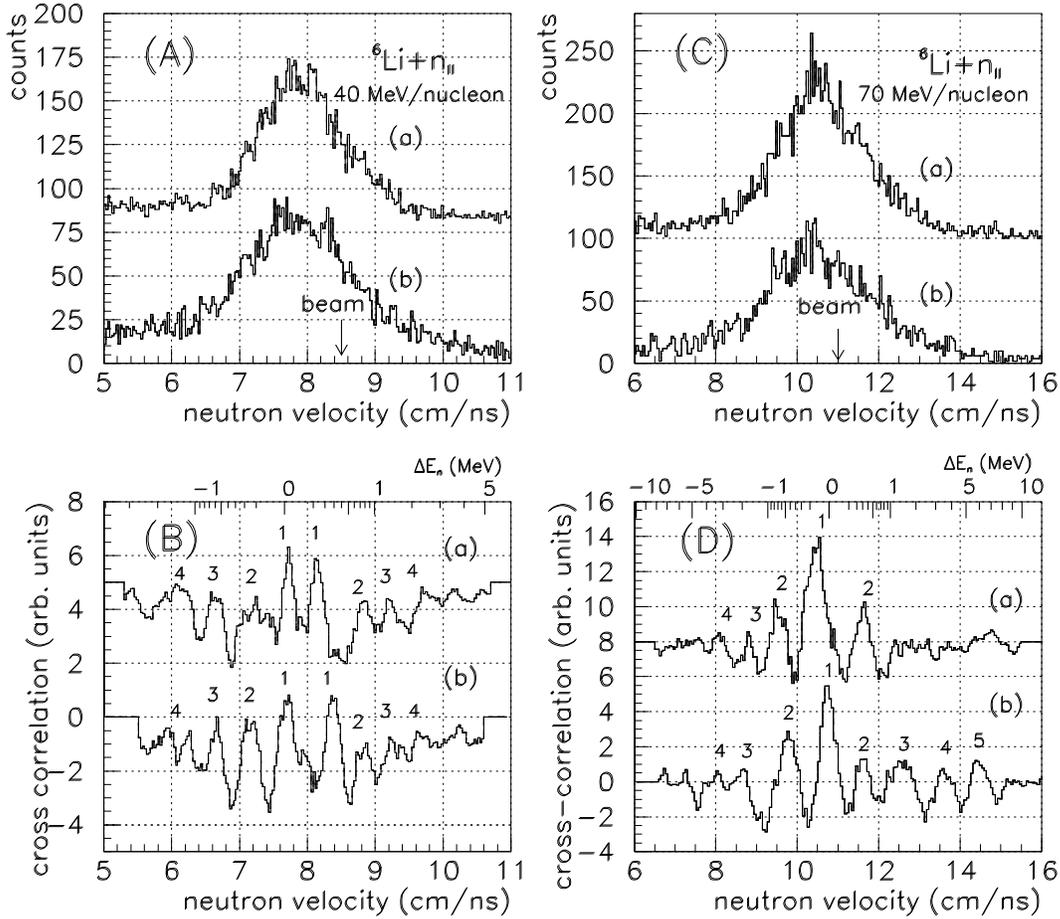 200
175
150
125
100
75
50
25
0
counts
(A)
⁶Li+n_II
40 MeV/nucleon
(a)
(b)
beam
5 6 7 8 9 10 11
neutron velocity (cm/ns)
250
200
150
100
50
0
counts
(C)
⁶Li+n_II
70 MeV/nucleon
(a)
(b)
beam
6 8 10 12 14 16
neutron velocity (cm/ns)
ΔEₙ (MeV)
−1 0 1 5
8
6
4
2
0
−2
−4
cross correlation (arb. units)
(B)
(a)
4 3 2 1 1 2 3 4
(b)
4 3 2 1 1 2 3 4
5 6 7 8 9 10 11
neutron velocity (cm/ns)
ΔEₙ (MeV)
−10 −5 −1 0 1 5 10
16
14
12
10
8
6
4
2
0
−2
−4
cross−correlation (arb. units)
(D)
(a)
4 3 2 1 2
(b)
4 3 2 1 2 3 4 5
6 8 10 12 14 16
neutron velocity (cm/ns)